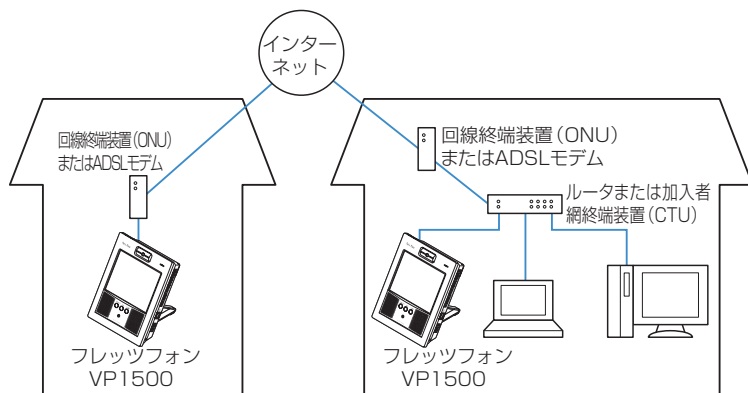 インター
ネット
回線終端装置(ONU)
またはADSLモデム
フレッツフォン
VP1500
回線終端装置(ONU)
またはADSLモデム
ルータまたは加入者
網終端装置(CTU)
フレッツフォン
VP1500